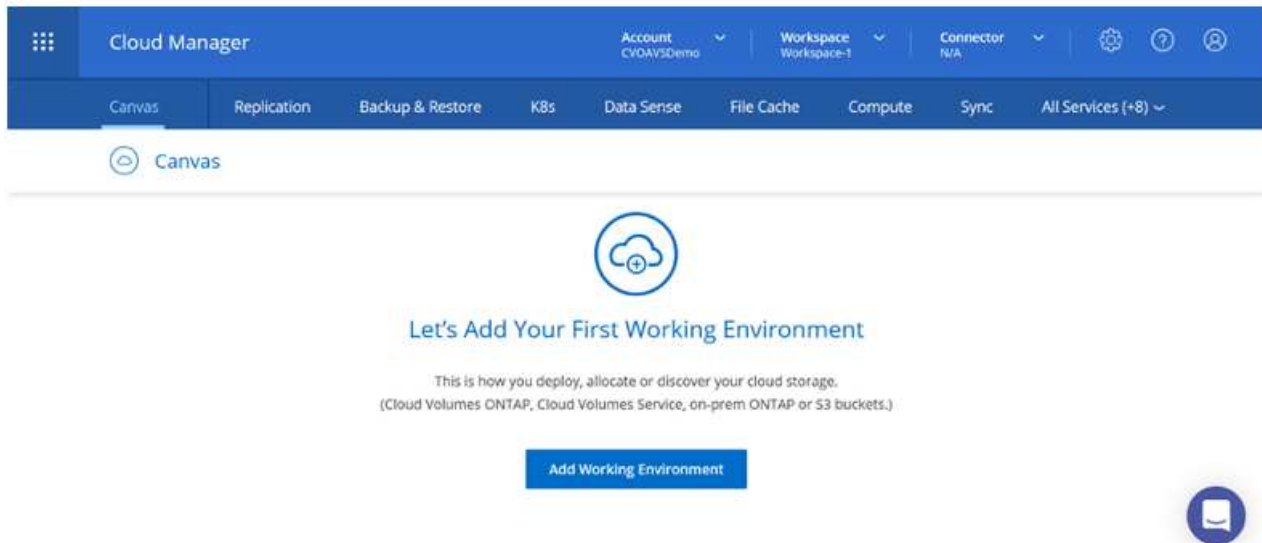 Cloud Manager
Account
CVOAVSDemo
Workspace
Workspace-1
Connector
N/A
Canvas
Replication
Backup & Restore
K8s
Data Sense
File Cache
Compute
Sync
All Services (+8)
Canvas
Let's Add Your First Working Environment
This is how you deploy, allocate or discover your cloud storage.
(Cloud Volumes ONTAP, Cloud Volumes Service, on-prem ONTAP or S3 buckets.)
Add Working Environment